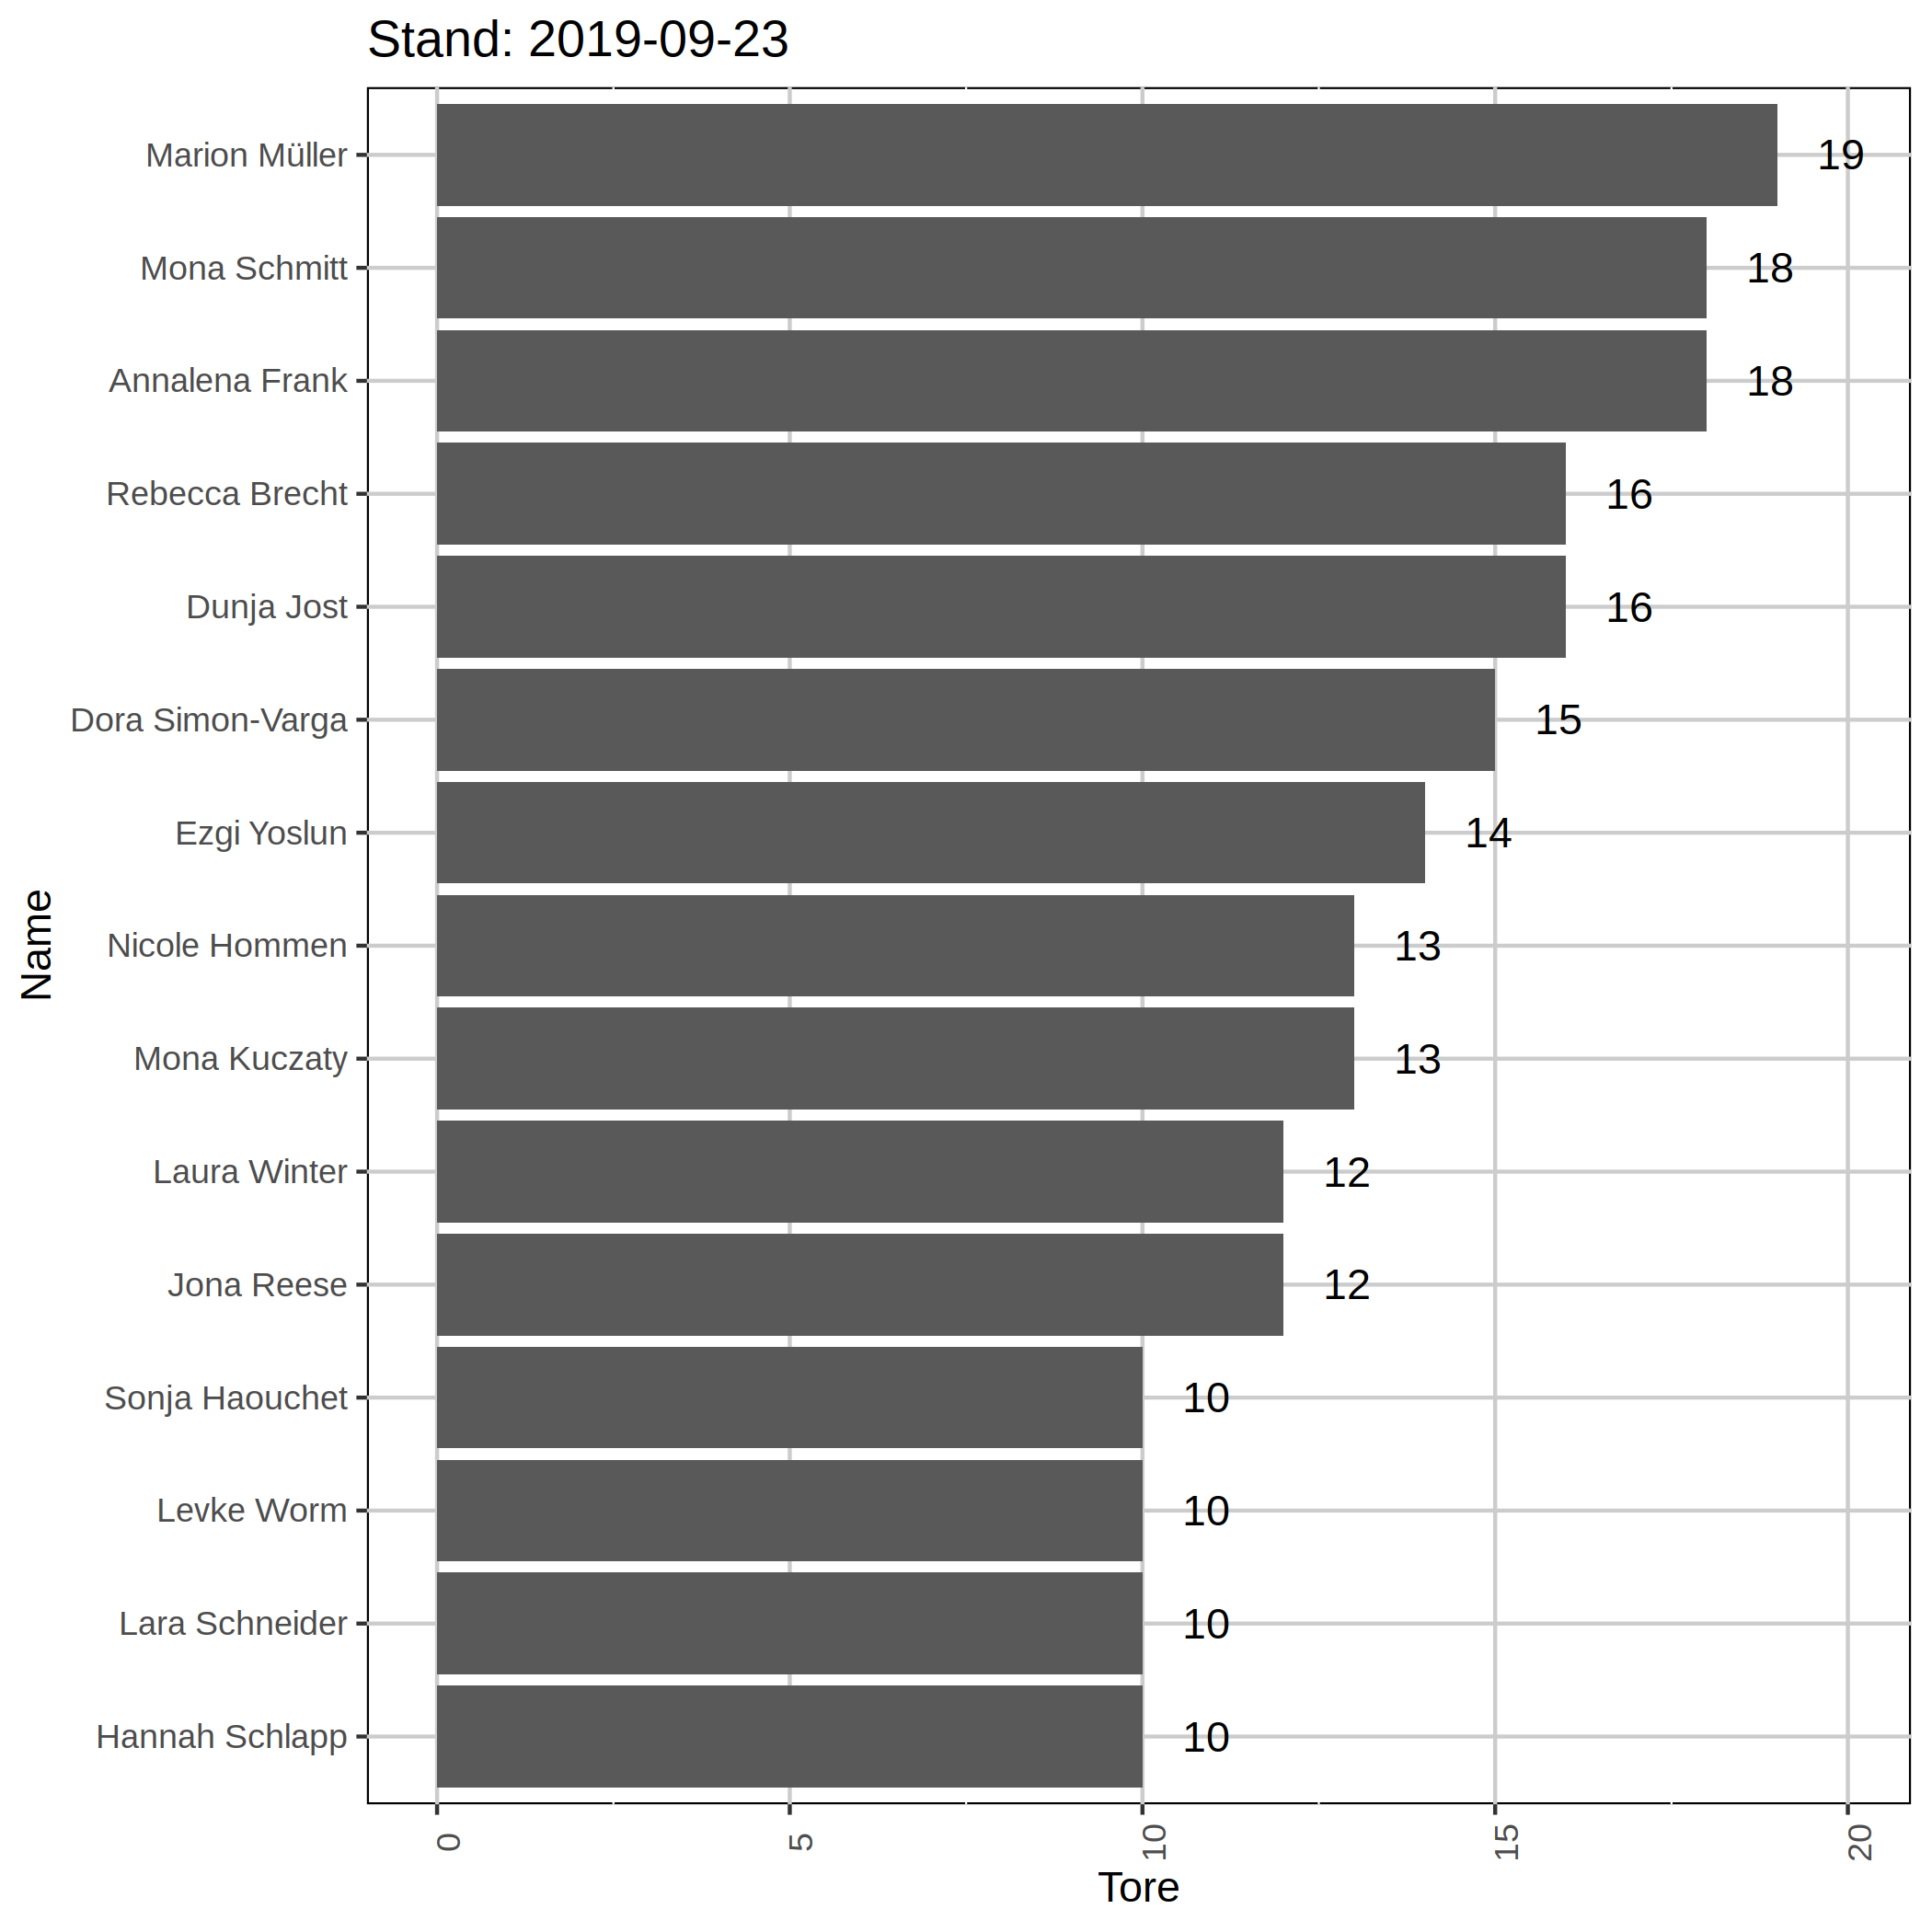 Stand: 2019-09-23
Marion Müller 19
Mona Schmitt 18
Annalena Frank 18
Rebecca Brecht 16
Dunja Jost 16
Dora Simon-Varga 15
Ezgi Yoslun 14
Nicole Hommen 13
Mona Kuczaty 13
Laura Winter 12
Jona Reese 12
Sonja Haouchet 10
Levke Worm 10
Lara Schneider 10
Hannah Schlapp 10
Name
0 5 10 15 20
Tore